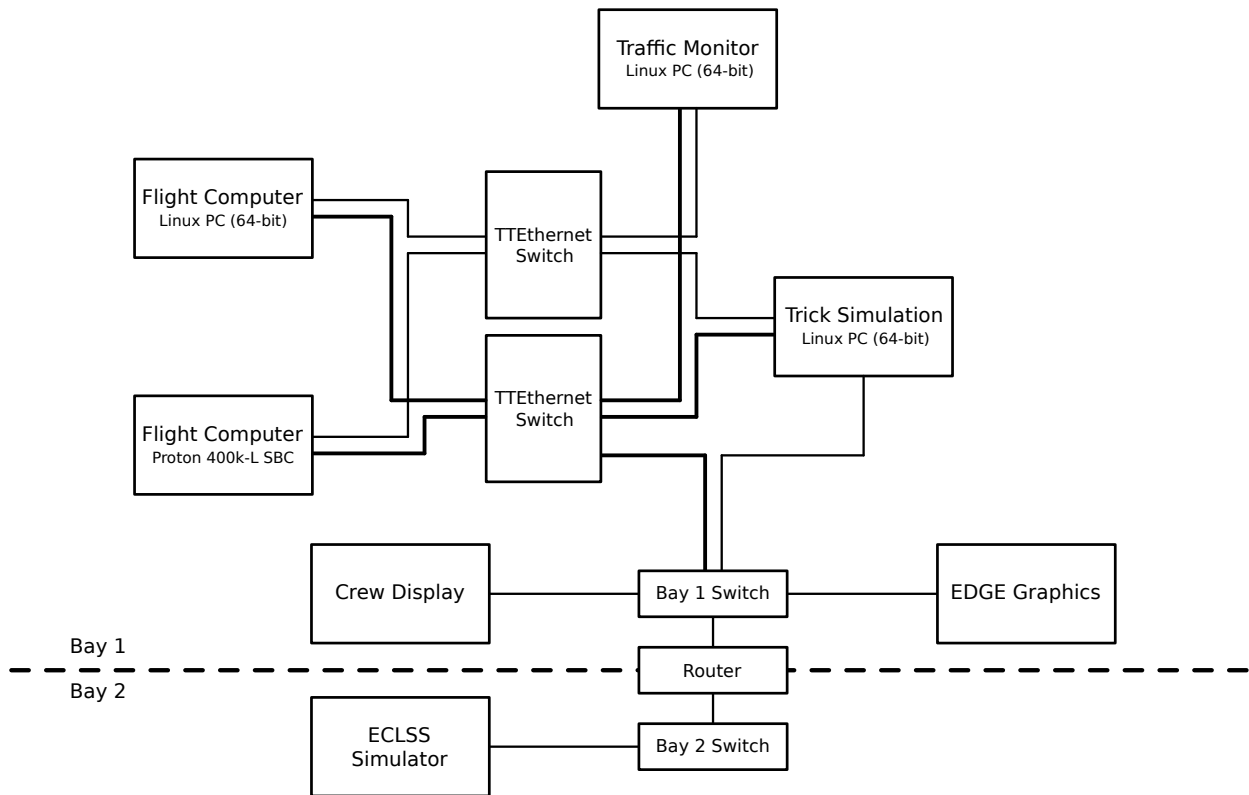 Traffic Monitor
Linux PC (64-bit)
Flight Computer
Linux PC (64-bit)
TTEthernet
Switch
Trick Simulation
Linux PC (64-bit)
TTEthernet
Switch
Flight Computer
Proton 400k-L SBC
Crew Display
Bay 1 Switch
EDGE Graphics
Bay 1
Router
Bay 2
ECLSS
Simulator
Bay 2 Switch